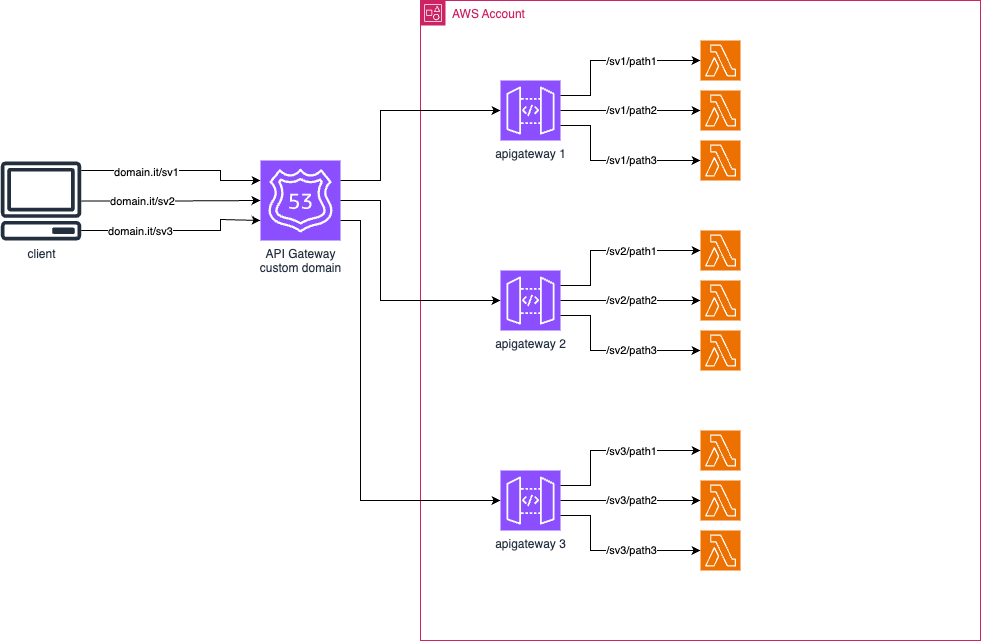 AWS Account
domain.it/sv1
domain.it/sv2
domain.it/sv3
client
53
API Gateway
custom domain
</>
apigateway 1
/sv1/path1
/sv1/path2
/sv1/path3
</>
apigateway 2
/sv2/path1
/sv2/path2
/sv2/path3
</>
apigateway 3
/sv3/path1
/sv3/path2
/sv3/path3